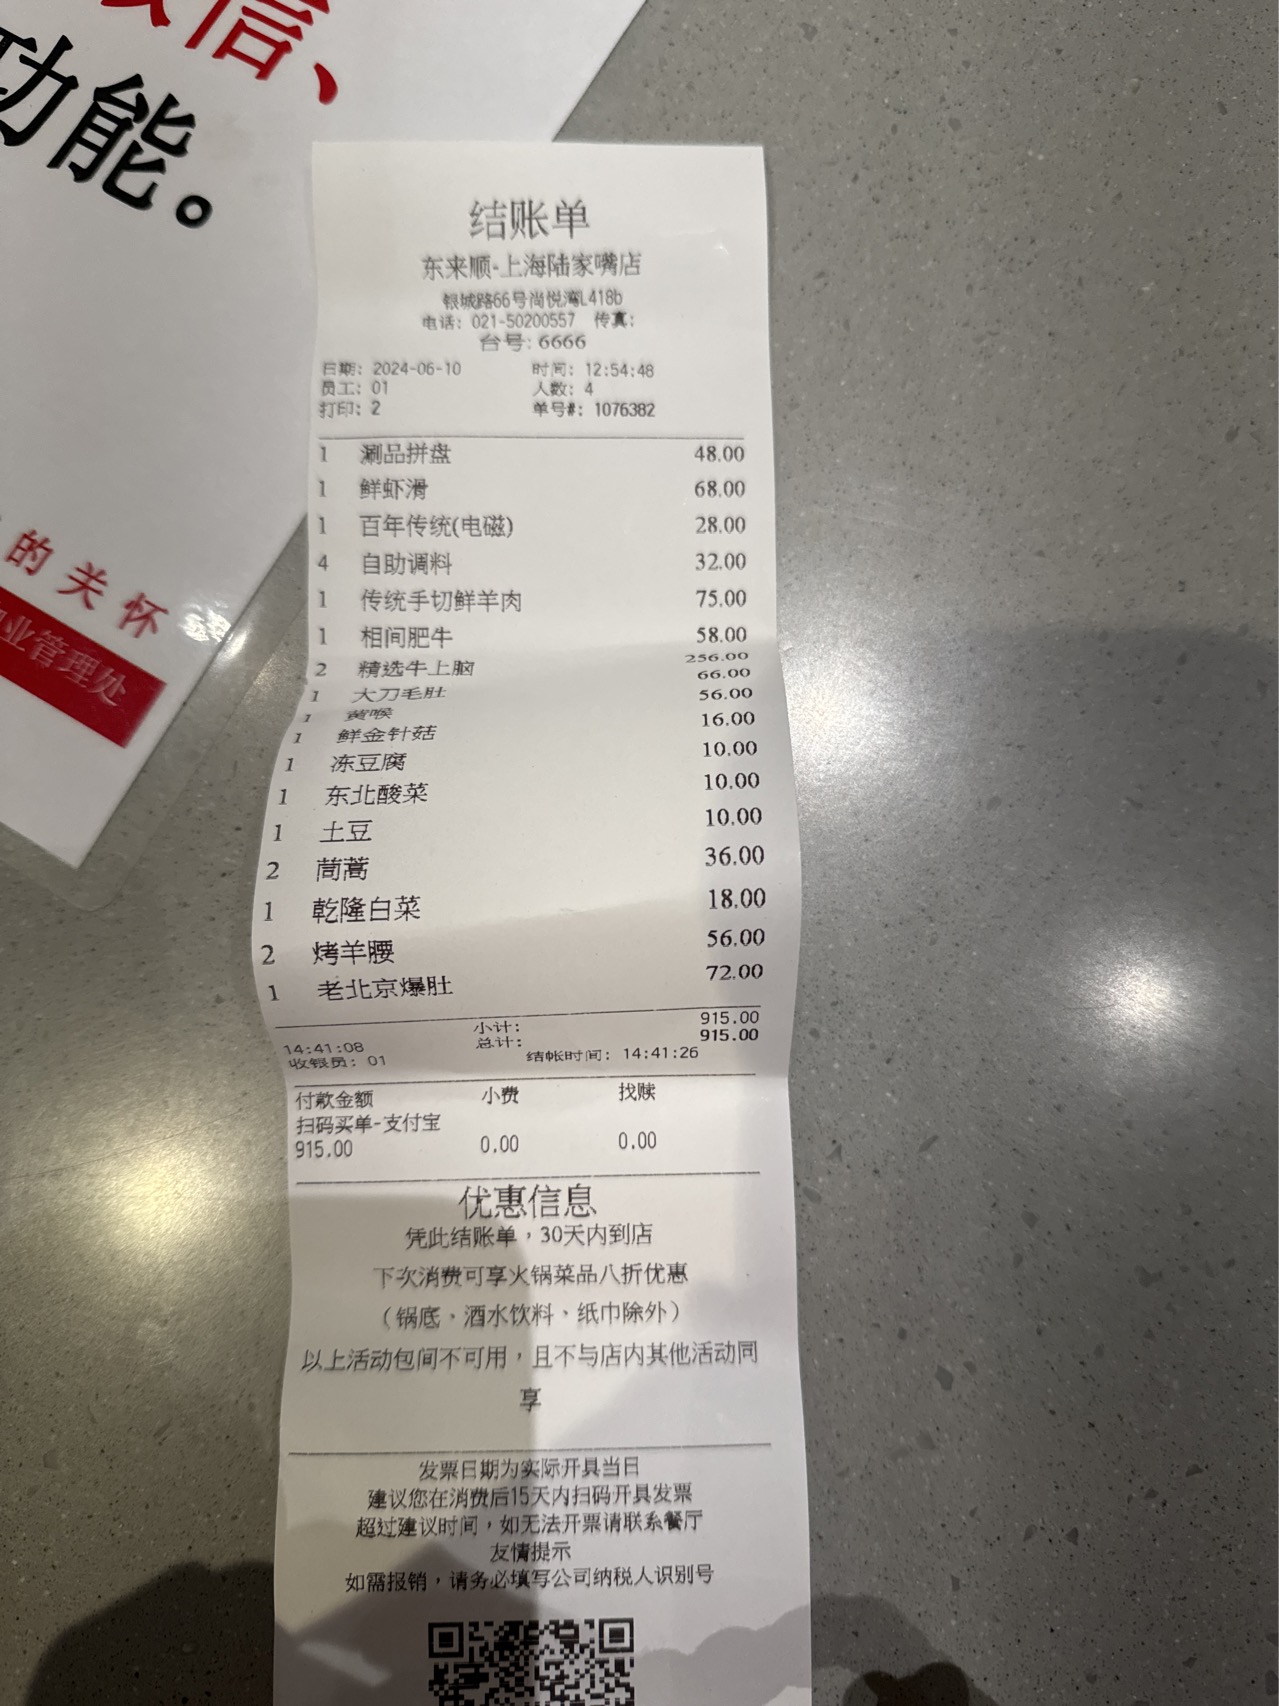 信、
功能。
的关怀
业管理处
结账单
东来顺-上海陆家嘴店
银城路66号尚悦湾L418b
电话: 021-50200557 传真:
台号: 6666
日期: 2024-06-10 时间: 12:54:48
员工: 01 人数: 4
打印: 2 单号#: 1076382
1 涮品拼盘 48.00
1 鲜虾滑 68.00
1 百年传统(电磁) 28.00
4 自助调料 32.00
1 传统手切鲜羊肉 75.00
1 相间肥牛 58.00
2 精选牛上脑 256.00
1 大刀毛肚 66.00
1 黄喉 56.00
1 鲜金针菇 16.00
1 冻豆腐 10.00
1 东北酸菜 10.00
1 土豆 10.00
2 茼蒿 36.00
1 乾隆白菜 18.00
2 烤羊腰 56.00
1 老北京爆肚 72.00
小计: 915.00
14:41:08 总计: 915.00
收银员: 01 结帐时间: 14:41:26
付款金额 小费 找赎
扫码买单-支付宝
915.00 0.00 0.00
优惠信息
凭此结账单，30天内到店
下次消费可享火锅菜品八折优惠
（锅底、酒水饮料、纸巾除外）
以上活动包间不可用，且不与店内其他活动同
享
发票日期为实际开具当日
建议您在消费后15天内扫码开具发票
超过建议时间，如无法开票请联系餐厅
友情提示
如需报销，请务必填写公司纳税人识别号